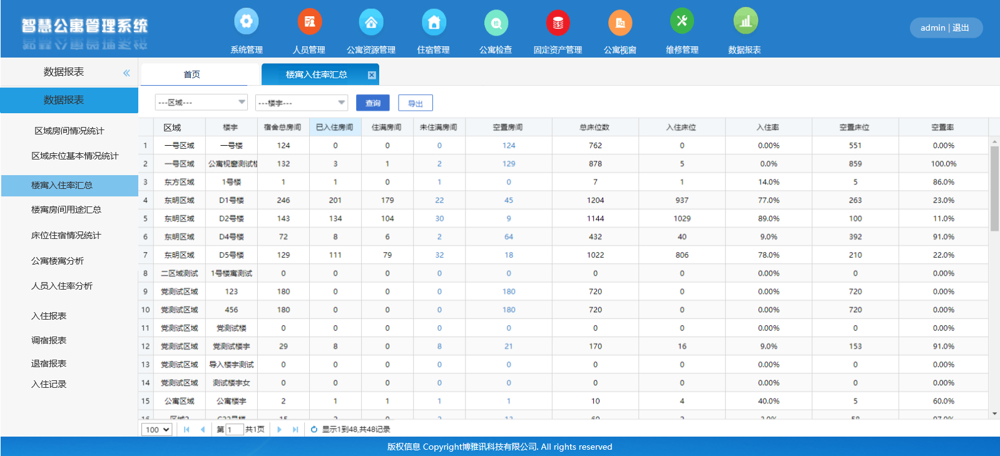 智慧公寓管理系统
系统管理 人员管理 公寓资源管理 住宿管理 公寓检查 固定资产管理 公寓视窗 维修管理 数据报表
admin | 退出
数据报表 «
首页 楼寓入住率汇总
数据报表
区域房间情况统计
区域床位基本情况统计
楼寓入住率汇总
楼寓房间用途汇总
床位住宿情况统计
公寓楼寓分析
人员入住率分析
入住报表
调宿报表
退宿报表
入住记录
---区域--- ---楼宇--- 查询 导出
区域 楼宇 宿舍总房间 已入住房间 住满房间 未住满房间 空置房间 总床位数 入住床位 入住率 空置床位 空置率
1 一号区域 一号楼 124 0 0 0 124 762 0 0.00% 551 0.00%
2 一号区域 公寓视窗测试楼 132 3 1 2 129 878 5 0.0% 859 100.0%
3 东方区域 1号楼 1 1 0 1 0 7 1 14.0% 5 86.0%
4 东明区域 D1号楼 246 201 179 22 45 1204 937 77.0% 263 23.0%
5 东明区域 D2号楼 143 134 104 30 9 1144 1029 89.0% 100 11.0%
6 东明区域 D4号楼 72 8 6 2 64 432 40 9.0% 392 91.0%
7 东明区域 D5号楼 129 111 79 32 18 1022 806 78.0% 210 22.0%
8 二区域测试 1号楼寓测试 0 0 0 0 0 0 0 0.00% 0 0.00%
9 党测试区域 123 180 0 0 0 180 720 0 0.00% 720 0.00%
10 党测试区域 456 180 0 0 0 180 720 0 0.00% 720 0.00%
11 党测试区域 党测试楼 0 0 0 0 0 0 0 0.00% 0 0.00%
12 党测试区域 党测试楼宇 29 8 0 8 21 170 16 9.0% 153 91.0%
13 党测试区域 导入楼宇测试 0 0 0 0 0 0 0 0.00% 0 0.00%
14 党测试区域 测试楼宇女 0 0 0 0 0 0 0 0.00% 0 0.00%
15 公寓区域 公寓楼宇 2 1 1 1 1 10 4 40.0% 5 60.0%
100 第 1 共1页 显示1到48,共48记录
版权信息 Copyright博雅讯科技有限公司. All rights reserved